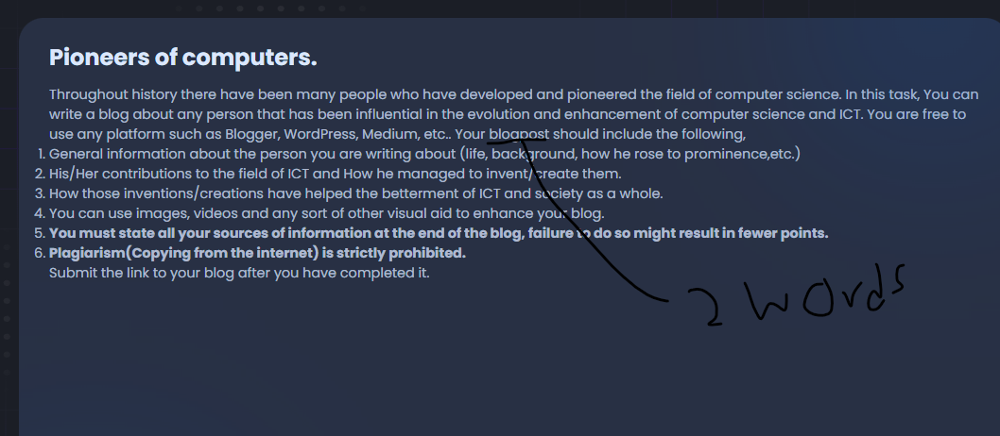 Pioneers of computers.
Throughout history there have been many people who have developed and pioneered the field of computer science. In this task, You can
write a blog about any person that has been influential in the evolution and enhancement of computer science and ICT. You are free to
use any platform such as Blogger, WordPress, Medium, etc.. Your blogpost should include the following,
1. General information about the person you are writing about (life, background, how he rose to prominence,etc.)
2. His/Her contributions to the field of ICT and How he managed to invent/create them.
3. How those inventions/creations have helped the betterment of ICT and society as a whole.
4. You can use images, videos and any sort of other visual aid to enhance your blog.
5. You must state all your sources of information at the end of the blog, failure to do so might result in fewer points.
6. Plagiarism(Copying from the internet) is strictly prohibited.
Submit the link to your blog after you have completed it.
2 words